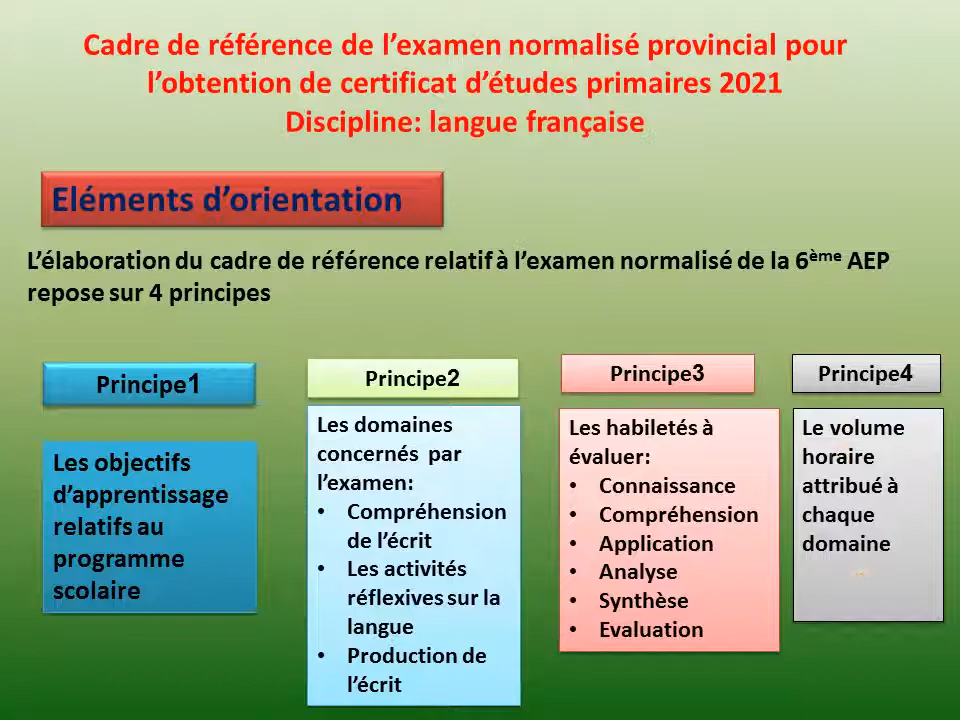 Cadre de référence de l'examen normalisé provincial pour
l'obtention de certificat d'études primaires 2021
Discipline: langue française
Eléments d'orientation
L'élaboration du cadre de référence relatif à l'examen normalisé de la 6ème AEP
repose sur 4 principes
Principe1
Les objectifs
d'apprentissage
relatifs au
programme
scolaire
Principe2
Les domaines
concernés par
l'examen:
• Compréhension
de l'écrit
• Les activités
réflexives sur la
langue
• Production de
l'écrit
Principe3
Les habiletés à
évaluer:
• Connaissance
• Compréhension
• Application
• Analyse
• Synthèse
• Evaluation
Principe4
Le volume
horaire
attribué à
chaque
domaine